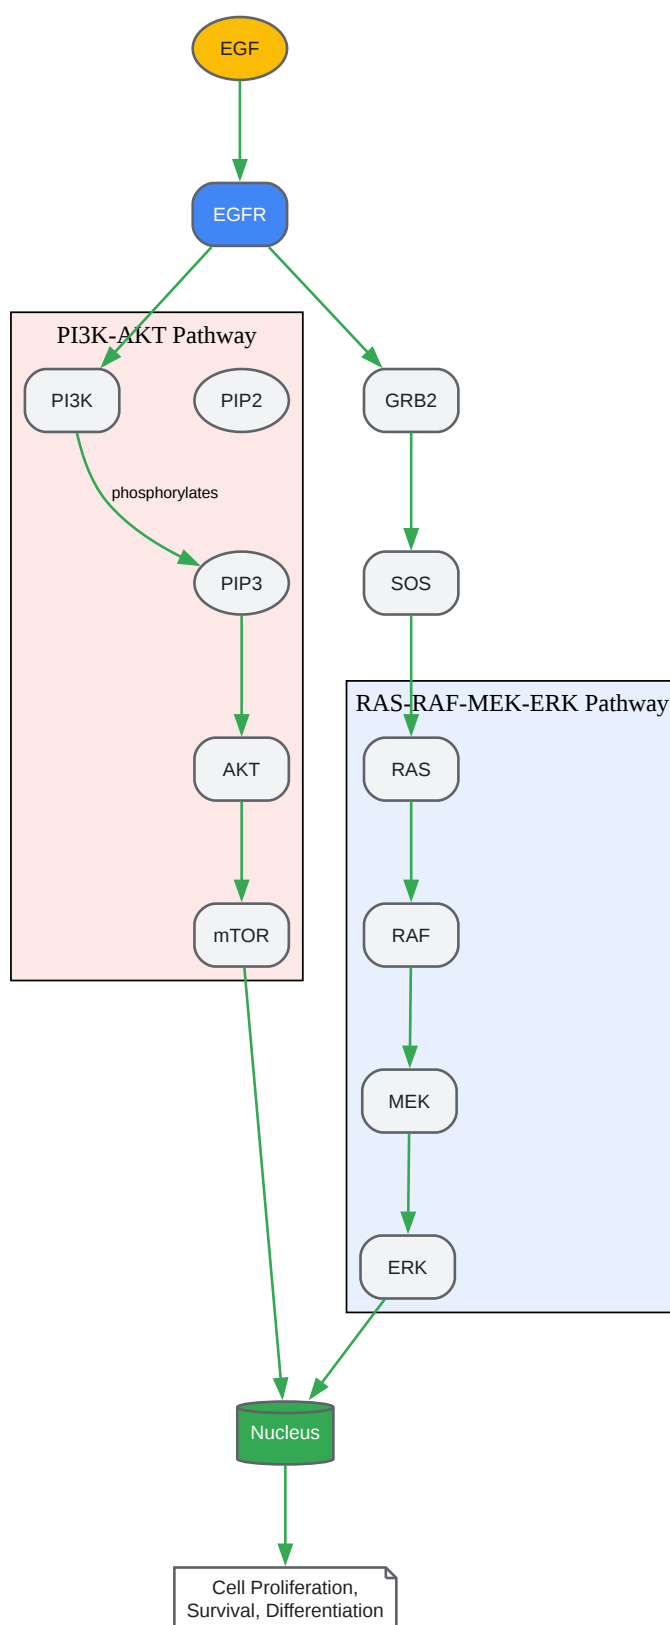 EGF
EGFR
PI3K-AKT Pathway
PI3K
PIP2
GRB2
phosphorylates
PIP3
SOS
RAS-RAF-MEK-ERK Pathway
AKT
RAS
mTOR
RAF
MEK
ERK
Nucleus
Cell Proliferation,
Survival, Differentiation